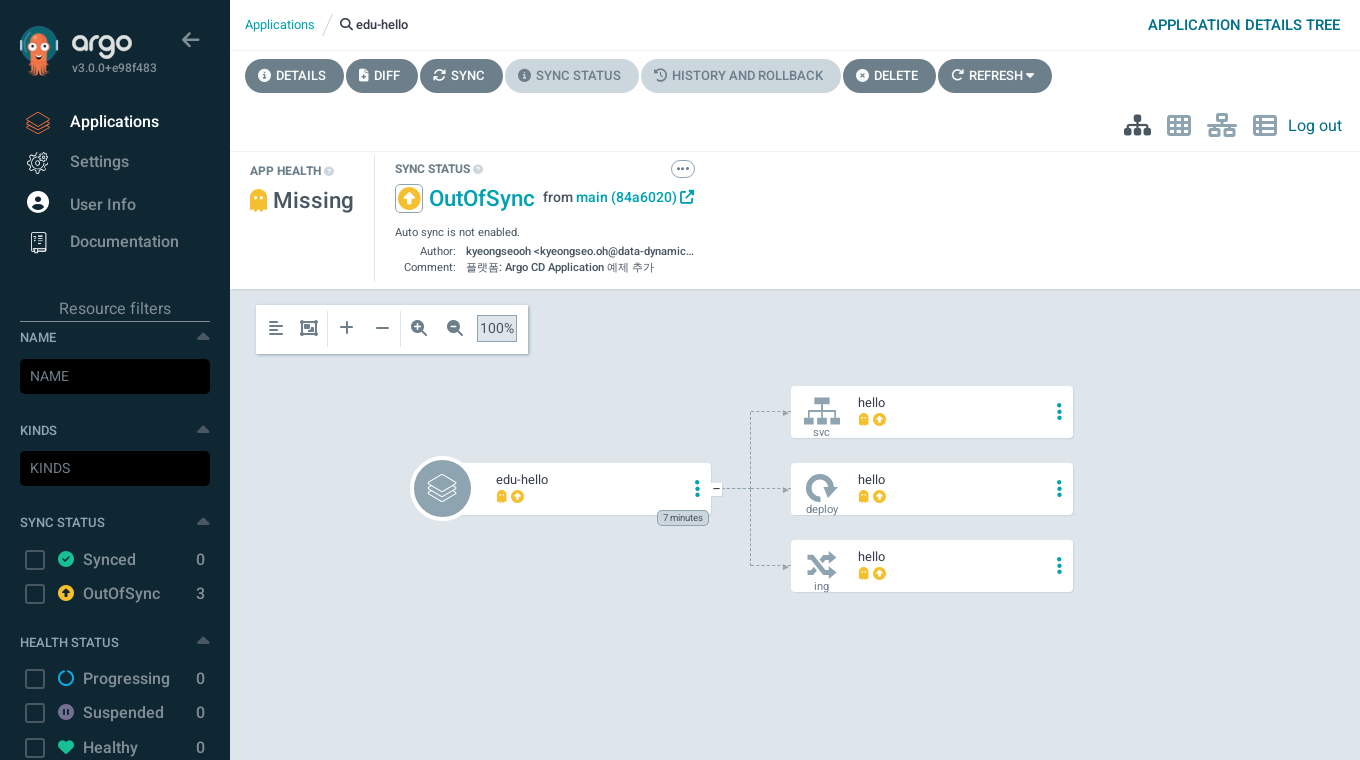 argo
v3.0.0+e98f483
Applications
Settings
User Info
Documentation
Resource filters
NAME
NAME
KINDS
KINDS
SYNC STATUS
Synced 0
OutOfSync 3
HEALTH STATUS
Progressing 0
Suspended 0
Healthy 0
Applications / edu-hello
APPLICATION DETAILS TREE
DETAILS DIFF SYNC SYNC STATUS HISTORY AND ROLLBACK DELETE REFRESH
Log out
APP HEALTH
Missing
SYNC STATUS
OutOfSync from main (84a6020)
Auto sync is not enabled.
Author: kyeongseooh <kyeongseo.oh@data-dynamic...
Comment: 플랫폼: Argo CD Application 예제 추가
100%
edu-hello
7 minutes
hello
svc
hello
deploy
hello
ing